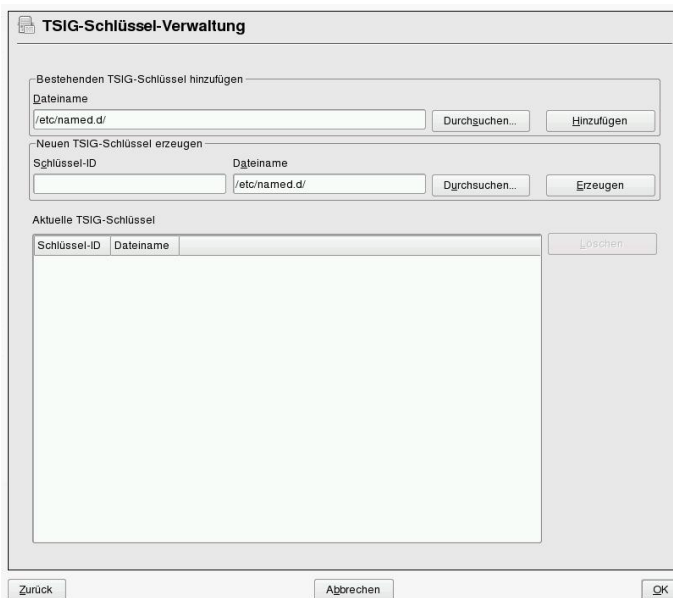 TSIG-Schlüssel-Verwaltung
Bestehenden TSIG-Schlüssel hinzufügen
Dateiname
/etc/named.d/
Durchsuchen...
Hinzufügen
Neuen TSIG-Schlüssel erzeugen
Schlüssel-ID
Dateiname
/etc/named.d/
Durchsuchen...
Erzeugen
Aktuelle TSIG-Schlüssel
Schlüssel-ID
Dateiname
Löschen
Zurück
Abbrechen
OK